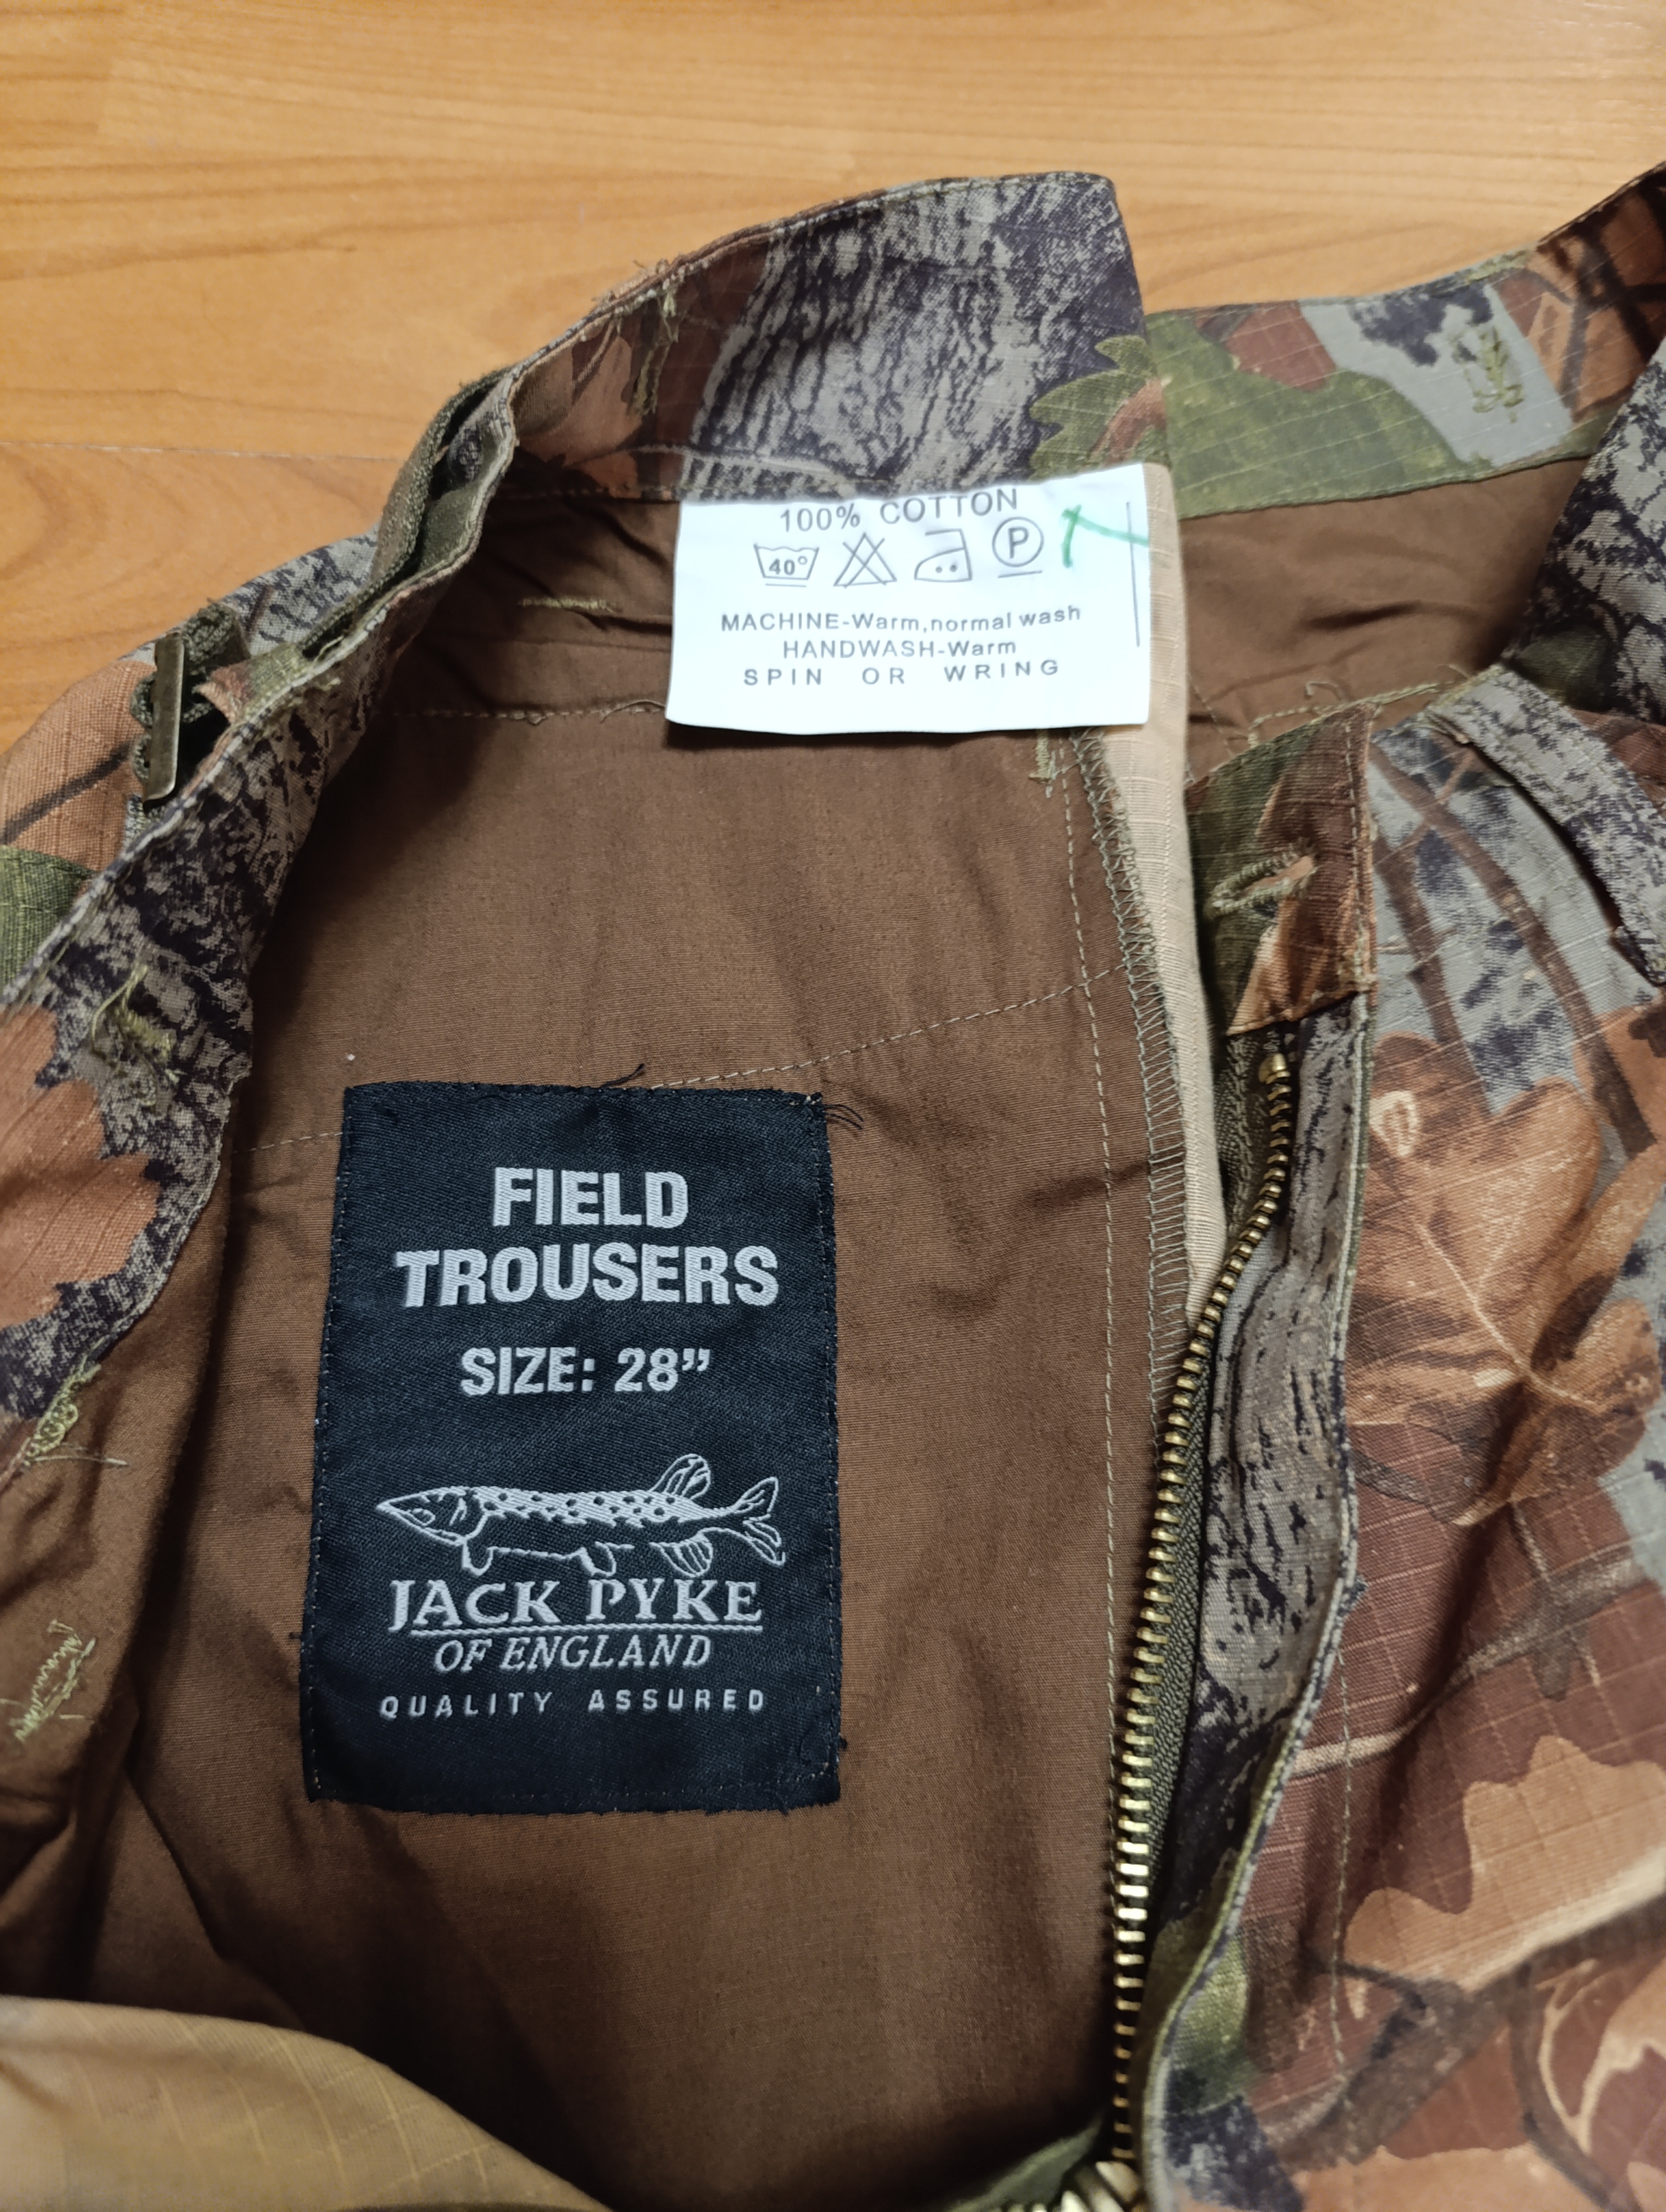 100% COTTON
40°
P
MACHINE-Warm,normal wash
HANDWASH-Warm
SPIN OR WRING
FIELD
TROUSERS
SIZE: 28”
JACK PYKE
OF ENGLAND
QUALITY ASSURED